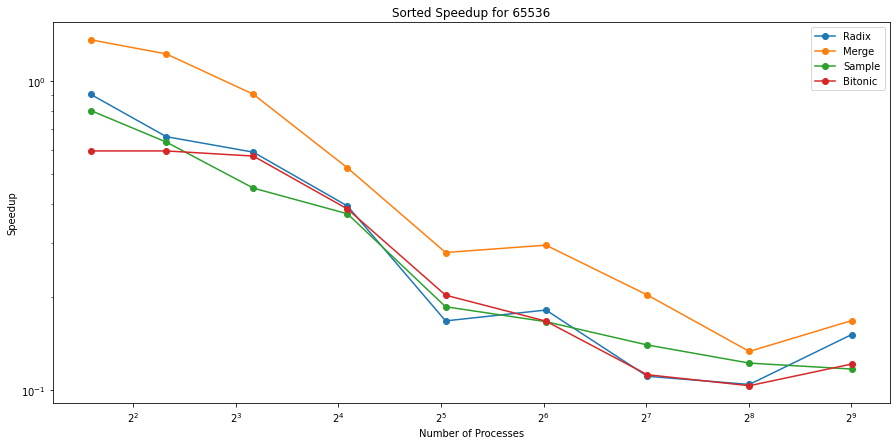 Sorted Speedup for 65536
Radix
Merge
Sample
Bitonic
Speedup
10⁰
10⁻¹
2² 2³ 2⁴ 2⁵ 2⁶ 2⁷ 2⁸ 2⁹
Number of Processes